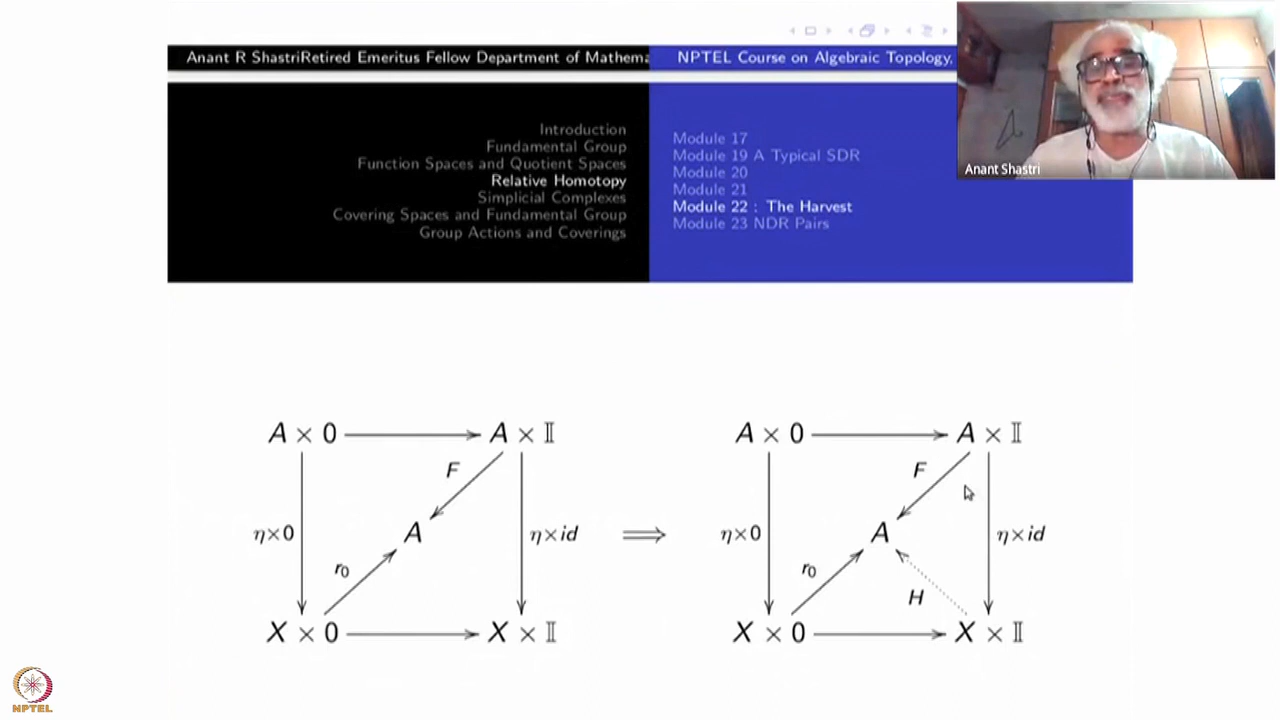 Anant R ShastriRetired Emeritus Fellow Department of Mathema
NPTEL Course on Algebraic Topology,
Introduction
Fundamental Group
Function Spaces and Quotient Spaces
Relative Homotopy
Simplicial Complexes
Covering Spaces and Fundamental Group
Group Actions and Coverings
Module 17
Module 19 A Typical SDR
Module 20
Module 21
Module 22 : The Harvest
Module 23 NDR Pairs
Anant Shastri
A × 0 A × 𝕀
F
η×0 A η×id
r₀
X × 0 X × 𝕀
⟹
A × 0 A × 𝕀
F
η×0 A η×id
r₀ H
X × 0 X × 𝕀
NPTEL